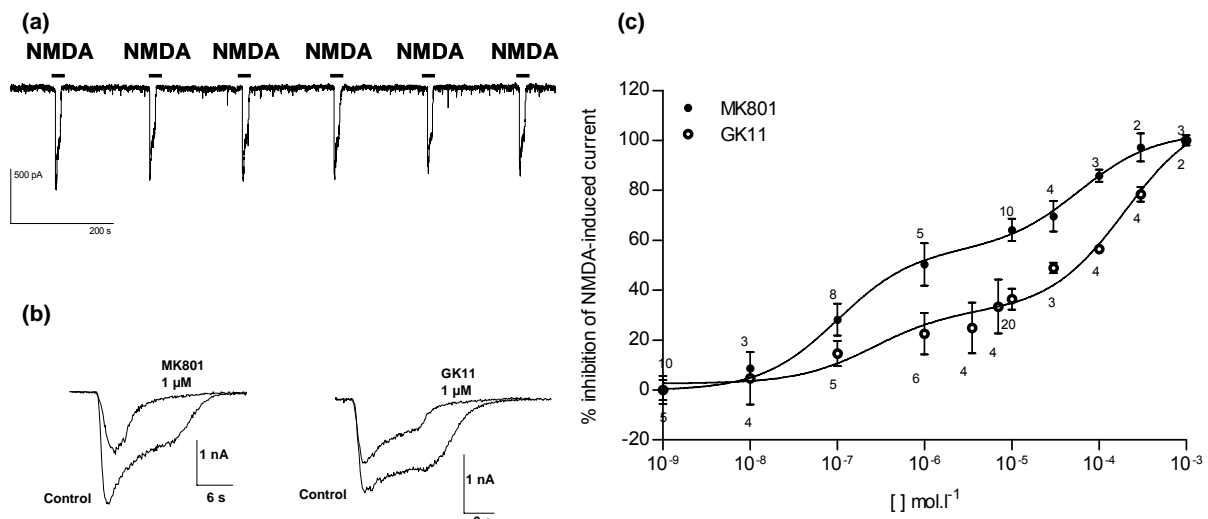 (a)
NMDA NMDA NMDA NMDA NMDA NMDA
500 pA
200 s
(b)
MK801
1 µM
1 nA
6 s
Control
GK11
1 µM
1 nA
Control
(c)
% inhibition of NMDA-induced current
120
100
80
60
40
20
0
-20
MK801
GK11
10
5
3
4
8
5
5
6
4
4
10
20
4
3
3
4
2
4
3
2
10-9 10-8 10-7 10-6 10-5 10-4 10-3
[ ] mol.l-1